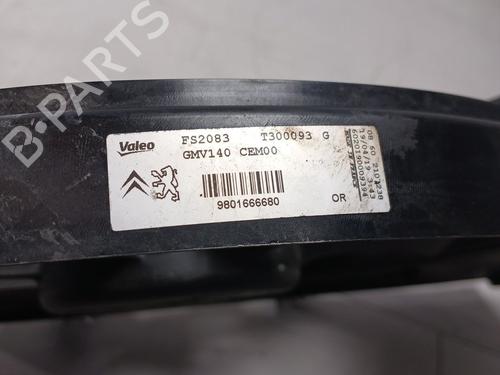 B-PARTS
Valeo
FS2083 T300093 G
GMV140 CEM00
9801666680
OR